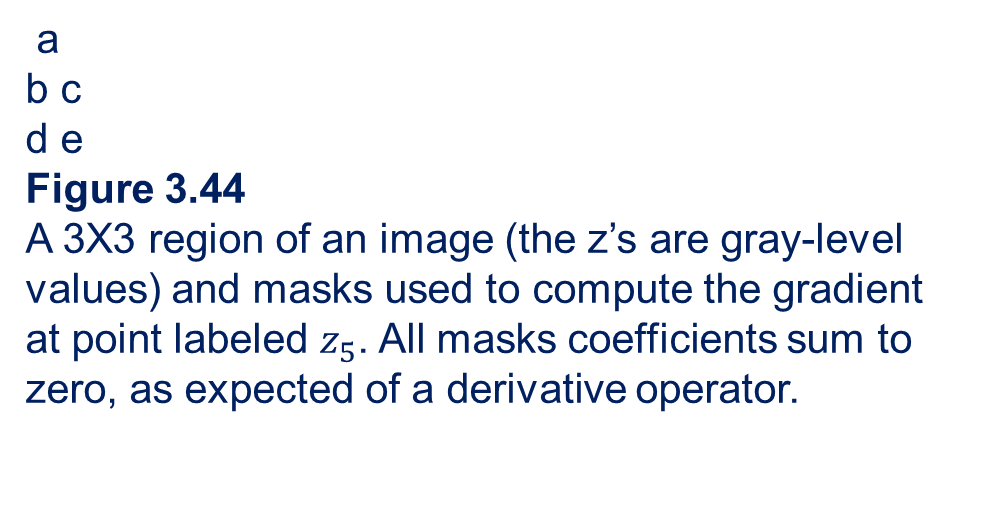 a
b c
d e
Figure 3.44
A 3X3 region of an image (the z’s are gray-level
values) and masks used to compute the gradient
at point labeled 𝑧₅. All masks coefficients sum to
zero, as expected of a derivative operator.